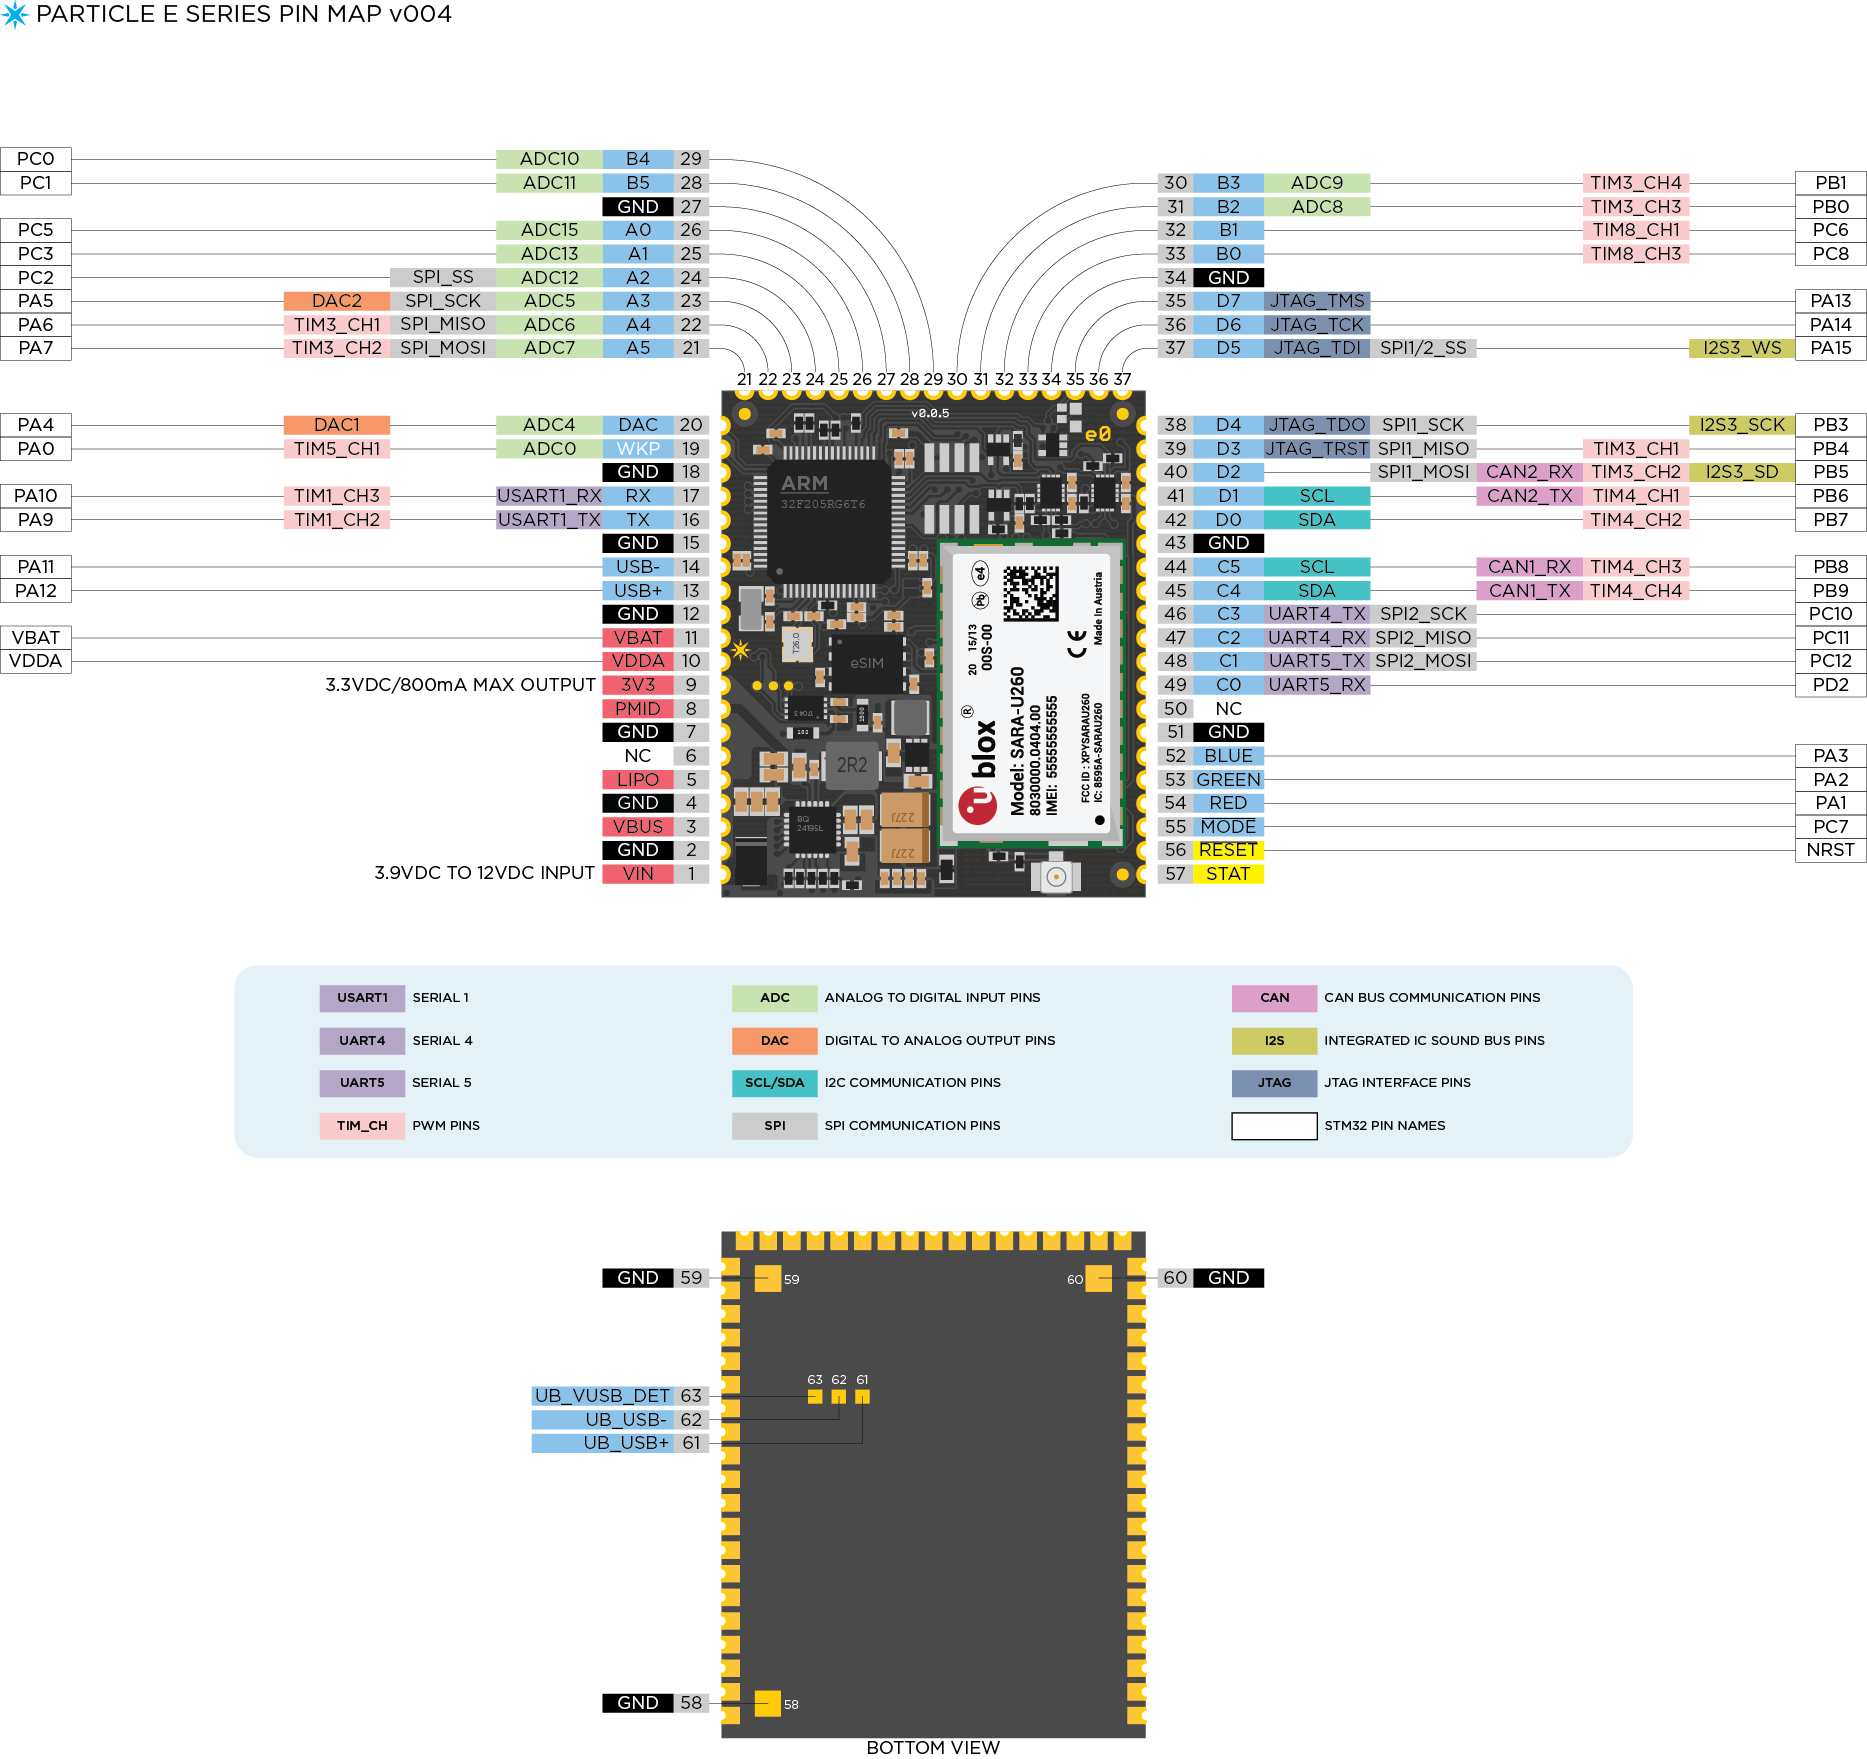 PARTICLE E SERIES PIN MAP v004
PC0 ADC10 B4 29
PC1 ADC11 B5 28
GND 27
PC5 ADC15 A0 26
PC3 ADC13 A1 25
PC2 SPI_SS ADC12 A2 24
PA5 DAC2 SPI_SCK ADC5 A3 23
PA6 TIM3_CH1 SPI_MISO ADC6 A4 22
PA7 TIM3_CH2 SPI_MOSI ADC7 A5 21
30 B3 ADC9 TIM3_CH4 PB1
31 B2 ADC8 TIM3_CH3 PB0
32 B1 TIM8_CH1 PC6
33 B0 TIM8_CH3 PC8
34 GND
35 D7 JTAG_TMS PA13
36 D6 JTAG_TCK PA14
37 D5 JTAG_TDI SPI1/2_SS I2S3_WS PA15
21 22 23 24 25 26 27 28 29 30 31 32 33 34 35 36 37
PA4 DAC1 ADC4 DAC 20
PA0 TIM5_CH1 ADC0 WKP 19
GND 18
PA10 TIM1_CH3 USART1_RX RX 17
PA9 TIM1_CH2 USART1_TX TX 16
GND 15
PA11 USB- 14
PA12 USB+ 13
GND 12
VBAT VBAT 11
VDDA VDDA 10
3.3VDC/800mA MAX OUTPUT 3V3 9
PMID 8
GND 7
NC 6
LIPO 5
GND 4
VBUS 3
GND 2
3.9VDC TO 12VDC INPUT VIN 1
v0.0.5
e0
ARM
32F205RG6T6
T26.0
eSIM
2R2
BQ
24195L
227J
227J
e4
Pb
20 15/13
00S-00
Made in Austria
CE
ublox ®
Model: SARA-U260
8030000.0404.00
IMEI: 55555555555555
FCC ID : XPYSARAU260
IC: 8595A-SARAU260
38 D4 JTAG_TDO SPI1_SCK I2S3_SCK PB3
39 D3 JTAG_TRST SPI1_MISO TIM3_CH1 PB4
40 D2 SPI1_MOSI CAN2_RX TIM3_CH2 I2S3_SD PB5
41 D1 SCL CAN2_TX TIM4_CH1 PB6
42 D0 SDA TIM4_CH2 PB7
43 GND
44 C5 SCL CAN1_RX TIM4_CH3 PB8
45 C4 SDA CAN1_TX TIM4_CH4 PB9
46 C3 UART4_TX SPI2_SCK PC10
47 C2 UART4_RX SPI2_MISO PC11
48 C1 UART5_TX SPI2_MOSI PC12
49 C0 UART5_RX PD2
50 NC
51 GND
52 BLUE PA3
53 GREEN PA2
54 RED PA1
55 MODE PC7
56 RESET NRST
57 STAT
USART1 SERIAL 1
UART4 SERIAL 4
UART5 SERIAL 5
TIM_CH PWM PINS
ADC ANALOG TO DIGITAL INPUT PINS
DAC DIGITAL TO ANALOG OUTPUT PINS
SCL/SDA I2C COMMUNICATION PINS
SPI SPI COMMUNICATION PINS
CAN CAN BUS COMMUNICATION PINS
I2S INTEGRATED IC SOUND BUS PINS
JTAG JTAG INTERFACE PINS
STM32 PIN NAMES
GND 59 59
60 60 GND
63 62 61
UB_VUSB_DET 63
UB_USB- 62
UB_USB+ 61
GND 58 58
BOTTOM VIEW